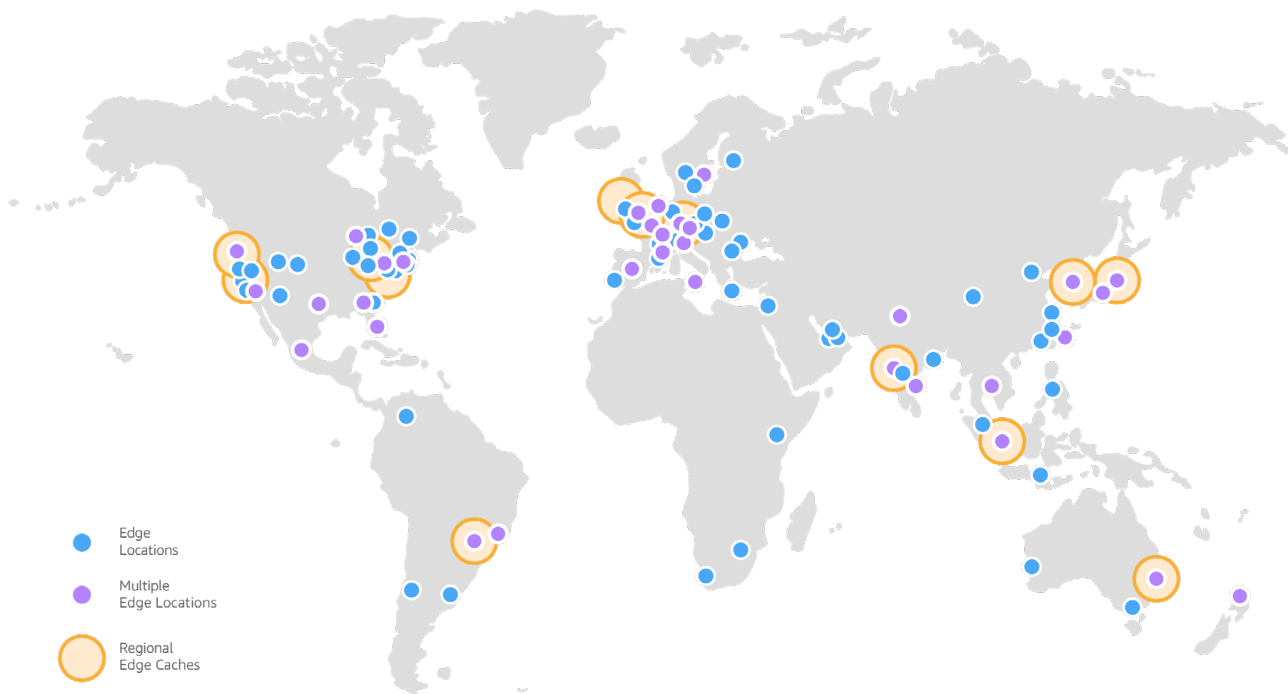 Edge
Locations
Multiple
Edge Locations
Regional
Edge Caches